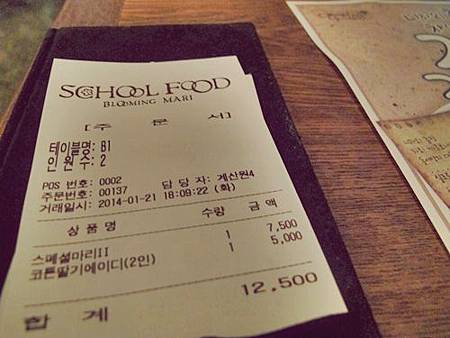 SCHOOL FOOD
BLOOMING MARI
[주 문 서]
테이블명: B1
인 원 수: 2
POS 번호: 0002 담 당 자: 계산원4
주문번호: 00137
거래일시: 2014-01-21 18:09:22 (화)
상 품 명 수량 금 액
스페셜마리II 1 7,500
코튼딸기에이디(2인) 1 5,000
합 계 12,500